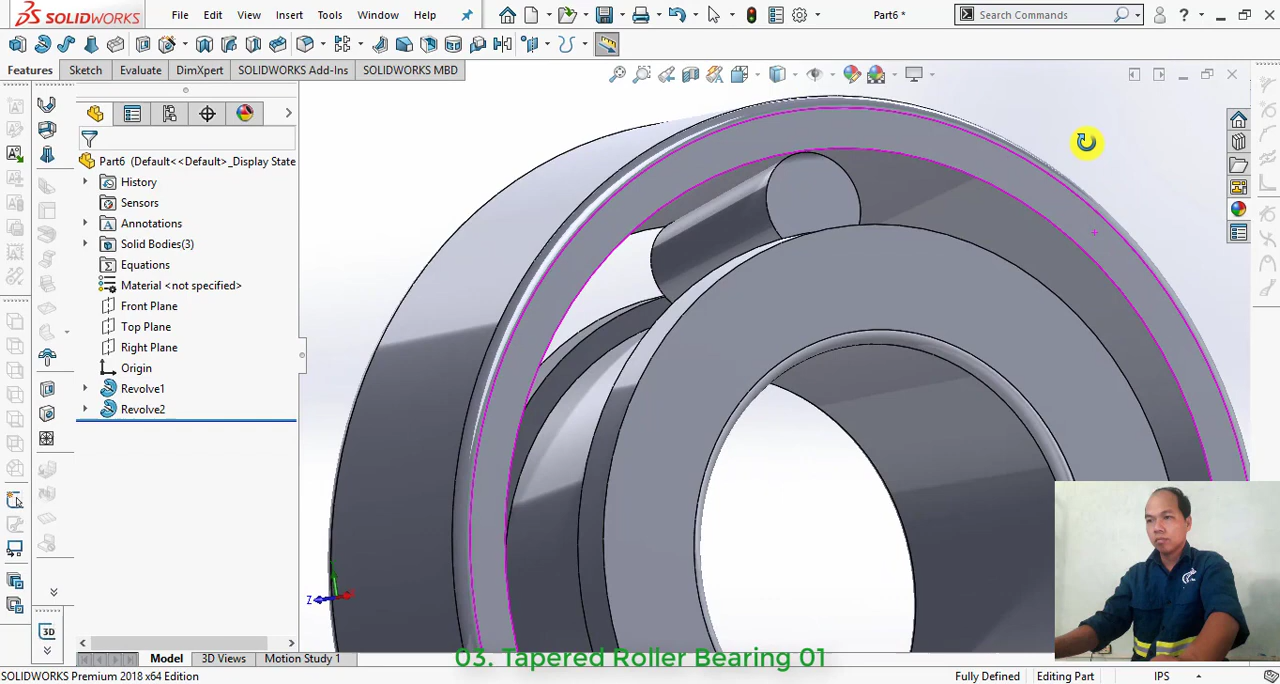 SOLIDWORKS
File Edit View Insert Tools Window Help
Part6 *
Search Commands
?
Features Sketch Evaluate DimXpert SOLIDWORKS Add-Ins SOLIDWORKS MBD
Part6 (Default<<Default>_Display State
History
Sensors
Annotations
Solid Bodies(3)
Equations
Material <not specified>
Front Plane
Top Plane
Right Plane
Origin
Revolve1
Revolve2
Z
3D
Model 3D Views Motion Study 1
03. Tapered Roller Bearing 01
SOLIDWORKS Premium 2018 x64 Edition
Fully Defined Editing Part IPS